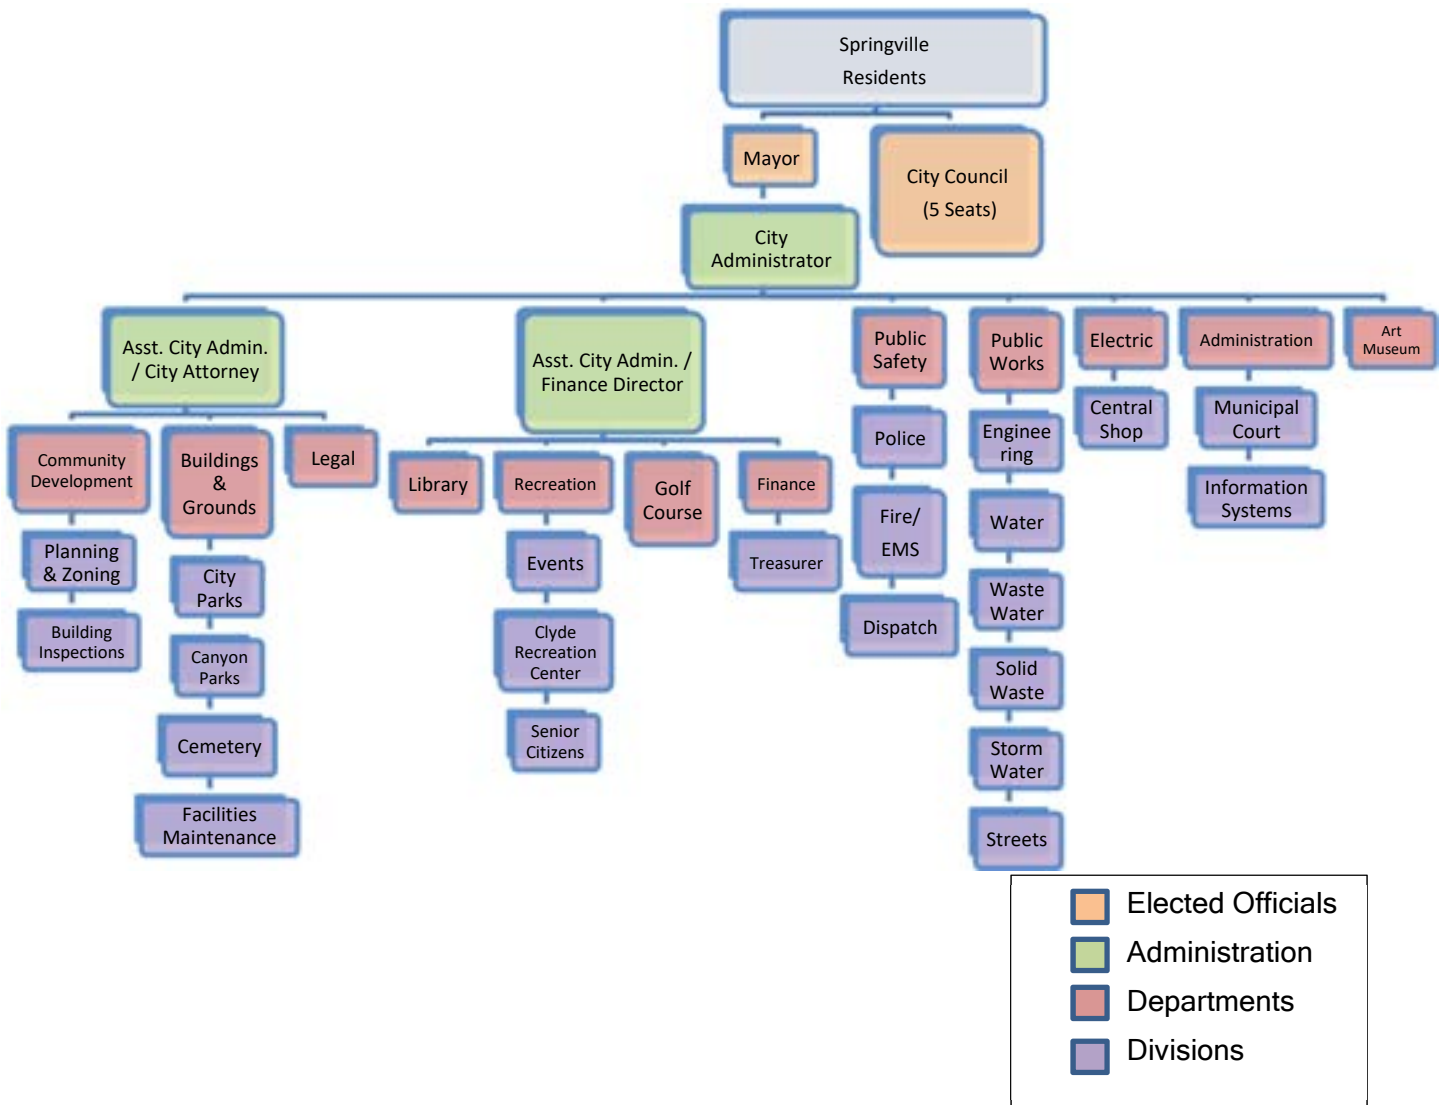 Springville
Residents
Mayor
City Council
(5 Seats)
City
Administrator
Asst. City Admin.
/ City Attorney
Asst. City Admin. /
Finance Director
Public
Safety
Public
Works
Electric
Administration
Art
Museum
Community
Development
Buildings
&
Grounds
Legal
Library
Recreation
Golf
Course
Finance
Police
Enginee
ring
Central
Shop
Municipal
Court
Planning
& Zoning
City
Parks
Events
Treasurer
Fire/
EMS
Water
Information
Systems
Building
Inspections
Canyon
Parks
Clyde
Recreation
Center
Dispatch
Waste
Water
Cemetery
Senior
Citizens
Solid
Waste
Facilities
Maintenance
Storm
Water
Streets
Elected Officials
Administration
Departments
Divisions